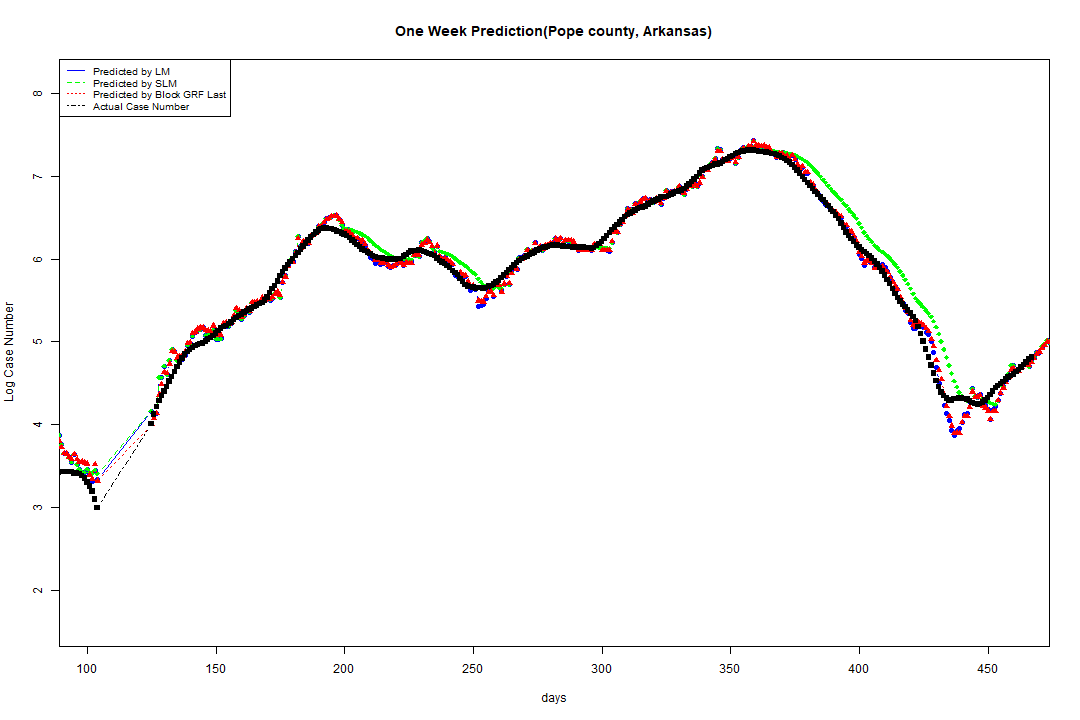 One Week Prediction(Pope county, Arkansas)
Predicted by LM
Predicted by SLM
Predicted by Block GRF Last
Actual Case Number
8
7
6
5
4
3
2
Log Case Number
100 150 200 250 300 350 400 450
days